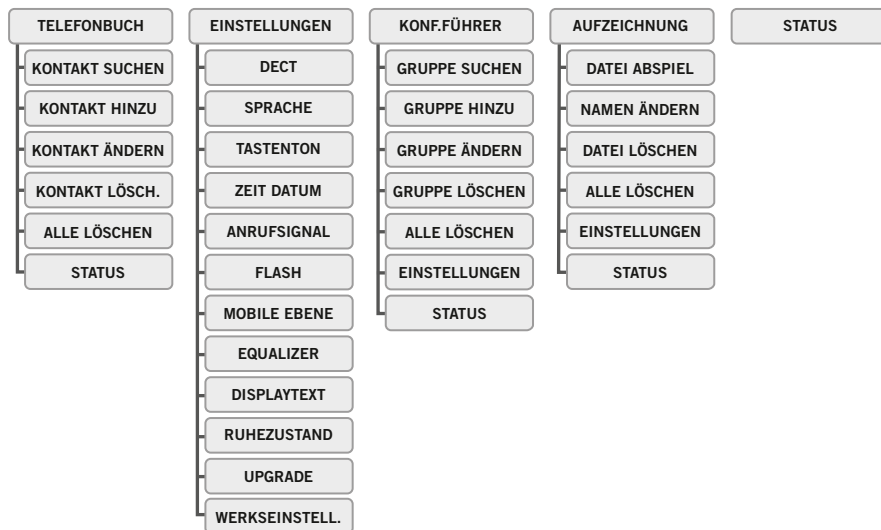 TELEFONBUCH
KONTAKT SUCHEN
KONTAKT HINZU
KONTAKT ÄNDERN
KONTAKT LÖSCH.
ALLE LÖSCHEN
STATUS
EINSTELLUNGEN
DECT
SPRACHE
TASTENTON
ZEIT DATUM
ANRUFSIGNAL
FLASH
MOBILE EBENE
EQUALIZER
DISPLAYTEXT
RUHEZUSTAND
UPGRADE
WERKSEINSTELL.
KONF.FÜHRER
GRUPPE SUCHEN
GRUPPE HINZU
GRUPPE ÄNDERN
GRUPPE LÖSCHEN
ALLE LÖSCHEN
EINSTELLUNGEN
STATUS
AUFZEICHNUNG
DATEI ABSPIEL
NAMEN ÄNDERN
DATEI LÖSCHEN
ALLE LÖSCHEN
EINSTELLUNGEN
STATUS
STATUS